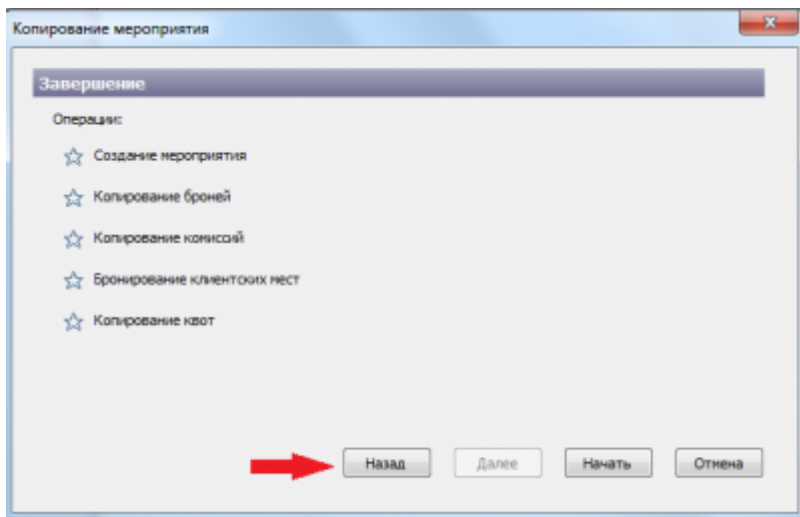 Копирование мероприятия
Завершение
Операции:
Создание мероприятия
Копирование броней
Копирование комиссий
Бронирование клиентских мест
Копирование квот
Назад Далее Начать Отмена